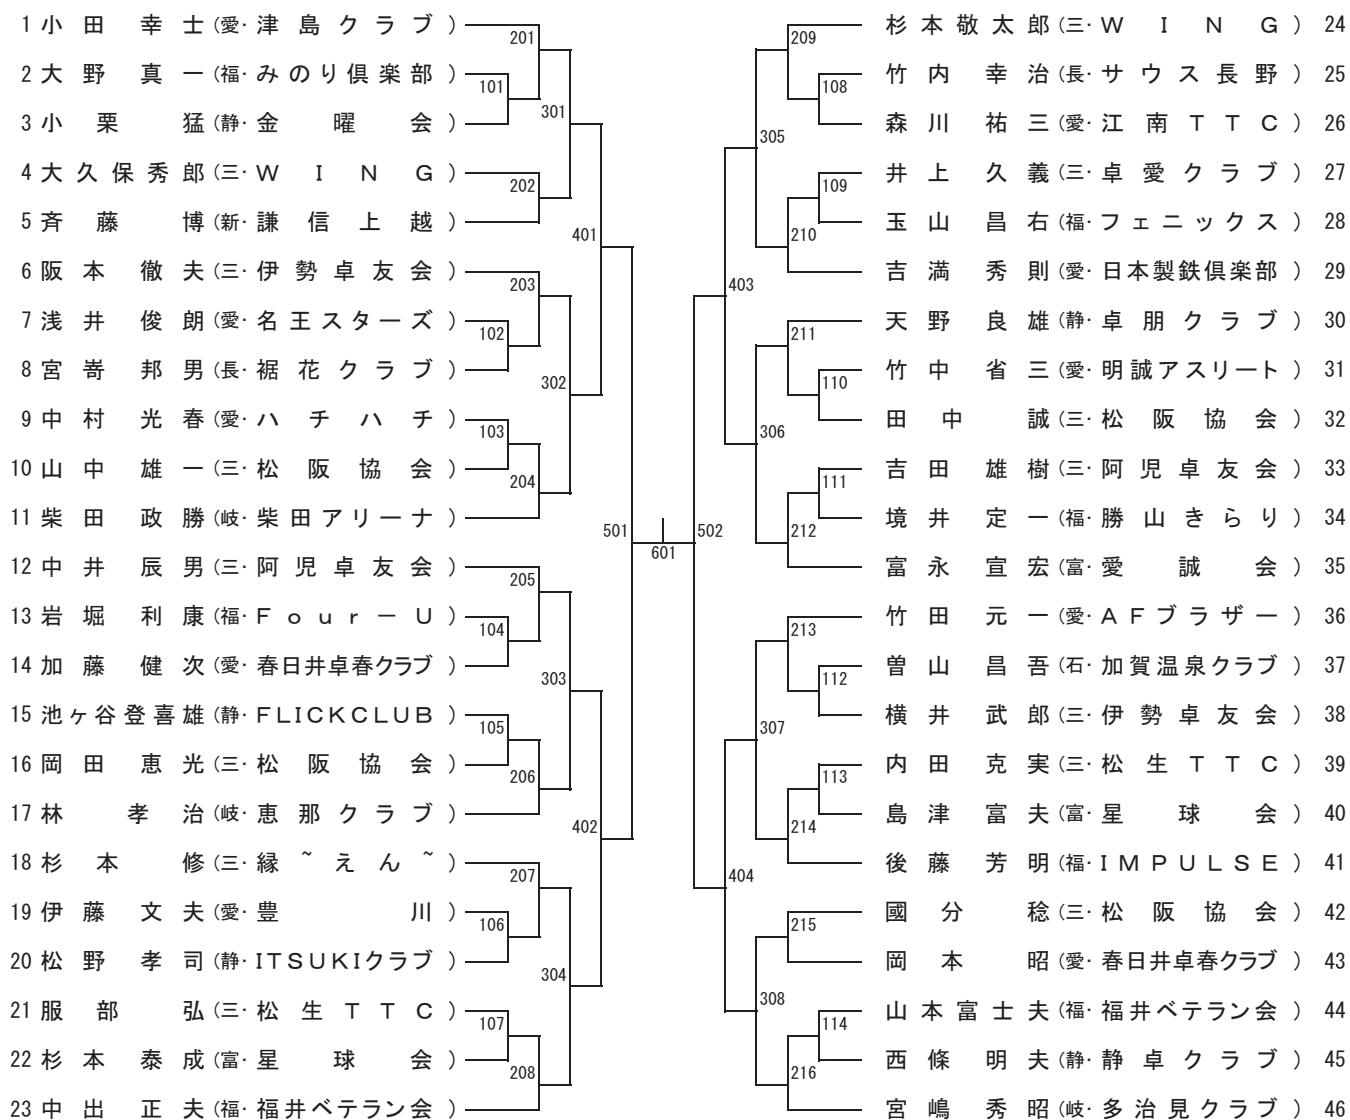 1 小田 幸士 (愛・津島クラブ)
2 大野 真一 (福・みのり倶楽部)
3 小栗 猛 (静・金曜会)
4 大久保秀郎 (三・WING)
5 斉藤 博 (新・謙信上越)
6 阪本 徹夫 (三・伊勢卓友会)
7 浅井 俊朗 (愛・名王スターズ)
8 宮嵜 邦男 (長・裾花クラブ)
9 中村 光春 (愛・ハチハチ)
10 山中 雄一 (三・松阪協会)
11 柴田 政勝 (岐・柴田アリーナ)
12 中井 辰男 (三・阿児卓友会)
13 岩堀 利康 (福・Four-U)
14 加藤 健次 (愛・春日井卓春クラブ)
15 池ヶ谷登喜雄 (静・FLICKCLUB)
16 岡田 恵光 (三・松阪協会)
17 林 孝治 (岐・恵那クラブ)
18 杉本 修 (三・縁~えん~)
19 伊藤 文夫 (愛・豊川)
20 松野 孝司 (静・ITSUKIクラブ)
21 服部 弘 (三・松生TTC)
22 杉本 泰成 (富・星球会)
23 中出 正夫 (福・福井ベテラン会)
201
101
301
202
401
203
102
302
103
204
501
205
104
303
105
206
402
207
106
304
107
208
601
209
108
305
109
210
403
211
110
306
111
212
502
213
112
307
113
214
404
215
308
114
216
杉本敬太郎 (三・WING) 24
竹内 幸治 (長・サウス長野) 25
森川 祐三 (愛・江南TTC) 26
井上 久義 (三・卓愛クラブ) 27
玉山 昌右 (福・フェニックス) 28
吉満 秀則 (愛・日本製鉄倶楽部) 29
天野 良雄 (静・卓朋クラブ) 30
竹中 省三 (愛・明誠アスリート) 31
田中 誠 (三・松阪協会) 32
吉田 雄樹 (三・阿児卓友会) 33
境井 定一 (福・勝山きらり) 34
富永 宣宏 (富・愛誠会) 35
竹田 元一 (愛・AFブラザー) 36
曽山 昌吾 (石・加賀温泉クラブ) 37
横井 武郎 (三・伊勢卓友会) 38
内田 克実 (三・松生TTC) 39
島津 富夫 (富・星球会) 40
後藤 芳明 (福・IMPULSE) 41
國分 稔 (三・松阪協会) 42
岡本 昭 (愛・春日井卓春クラブ) 43
山本富士夫 (福・福井ベテラン会) 44
西條 明夫 (静・静卓クラブ) 45
宮嶋 秀昭 (岐・多治見クラブ) 46